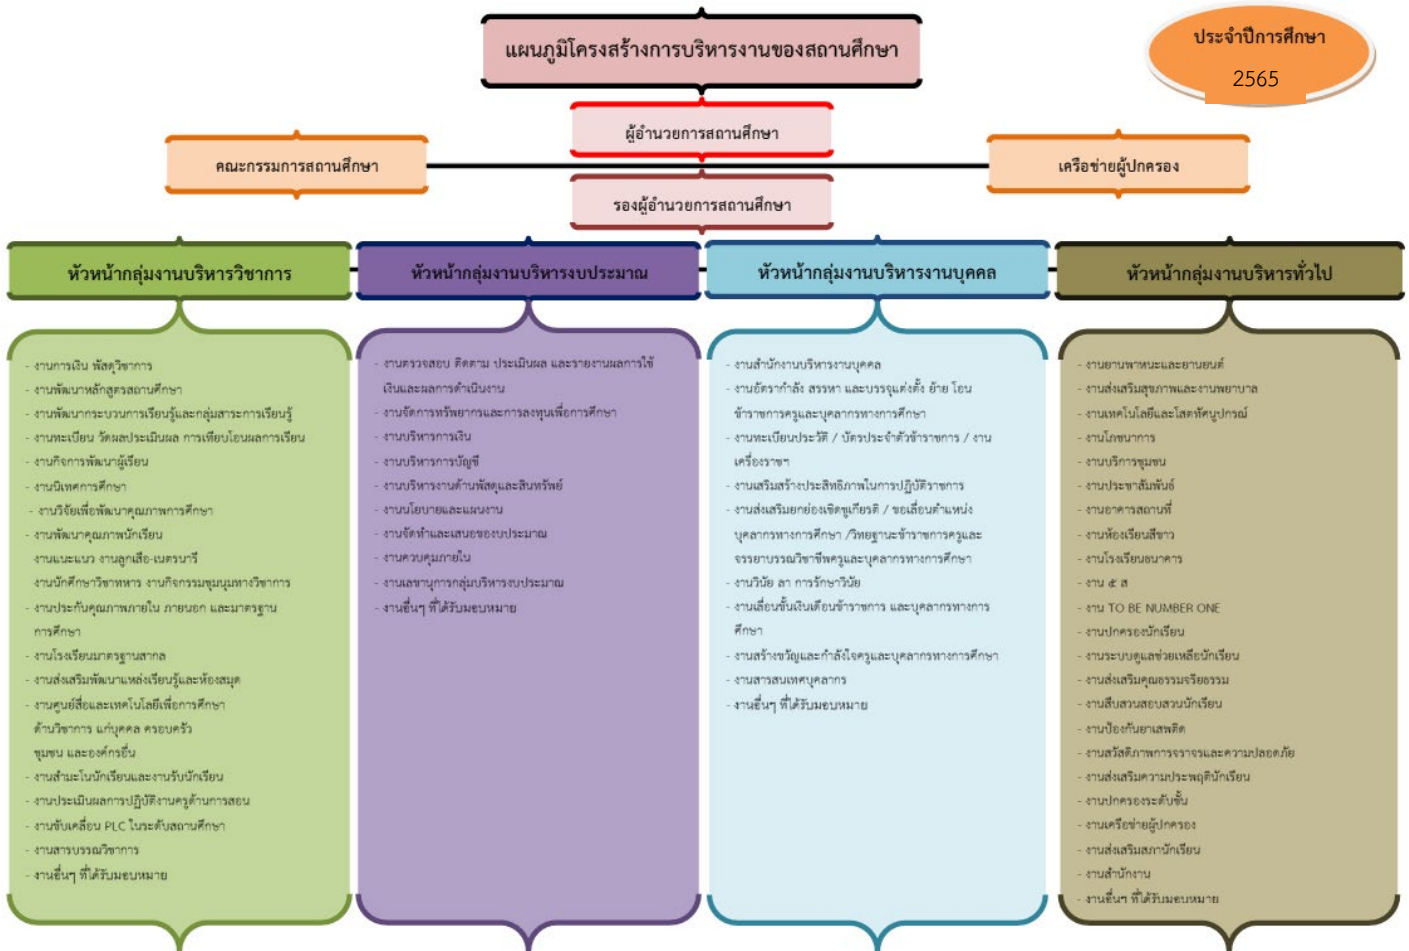 แผนภูมิโครงสร้างการบริหารงานของสถานศึกษา
ประจำปีการศึกษา
2565
ผู้อำนวยการสถานศึกษา
คณะกรรมการสถานศึกษา
เครือข่ายผู้ปกครอง
รองผู้อำนวยการสถานศึกษา
หัวหน้ากลุ่มงานบริหารวิชาการ
- งานการเงิน พัสดุวิชาการ
- งานพัฒนาหลักสูตรสถานศึกษา
- งานพัฒนากระบวนการเรียนรู้และกลุ่มสาระการเรียนรู้
- งานทะเบียน วัดผลประเมินผล การเทียบโอนผลการเรียน
- งานกิจการพัฒนาผู้เรียน
- งานนิเทศการศึกษา
- งานวิจัยเพื่อพัฒนาคุณภาพการศึกษา
- งานพัฒนาคุณภาพนักเรียน
งานแนะแนว งานลูกเสือ-เนตรนารี
งานนักศึกษาวิชาทหาร งานกิจกรรมชุมนุมทางวิชาการ
- งานประกันคุณภาพภายใน ภายนอก และมาตรฐาน
การศึกษา
- งานโรงเรียนมาตรฐานสากล
- งานส่งเสริมพัฒนาแหล่งเรียนรู้และห้องสมุด
- งานศูนย์สื่อและเทคโนโลยีเพื่อการศึกษา
ด้านวิชาการ แก่บุคคล ครอบครัว
ชุมชน และองค์กรอื่น
- งานสำมะโนนักเรียนและงานรับนักเรียน
- งานประเมินผลการปฏิบัติงานครูด้านการสอน
- งานขับเคลื่อน PLC ในระดับสถานศึกษา
- งานสารบรรณวิชาการ
- งานอื่นๆ ที่ได้รับมอบหมาย
หัวหน้ากลุ่มงานบริหารงบประมาณ
- งานตรวจสอบ ติดตาม ประเมินผล และรายงานผลการใช้
เงินและผลการดำเนินงาน
- งานจัดการทรัพยากรและการลงทุนเพื่อการศึกษา
- งานบริหารการเงิน
- งานบริหารการบัญชี
- งานบริหารงานด้านพัสดุและสินทรัพย์
- งานนโยบายและแผนงาน
- งานจัดทำและเสนอของบประมาณ
- งานควบคุมภายใน
- งานเลขานุการกลุ่มบริหารงบประมาณ
- งานอื่นๆ ที่ได้รับมอบหมาย
หัวหน้ากลุ่มงานบริหารงานบุคคล
- งานสำนักงานบริหารงานบุคคล
- งานอัตรากำลัง สรรหา และบรรจุแต่งตั้ง ย้าย โอน
ข้าราชการครูและบุคลากรทางการศึกษา
- งานทะเบียนประวัติ / บัตรประจำตัวข้าราชการ / งาน
เครื่องราชฯ
- งานเสริมสร้างประสิทธิภาพในการปฏิบัติราชการ
- งานส่งเสริมยกย่องเชิดชูเกียรติ / ขอเลื่อนตำแหน่ง
บุคลากรทางการศึกษา /วิทยฐานะข้าราชการครูและ
จรรยาบรรณวิชาชีพครูและบุคลากรทางการศึกษา
- งานวินัย ลา การรักษาวินัย
- งานเลื่อนขั้นเงินเดือนข้าราชการ และบุคลากรทางการ
ศึกษา
- งานสร้างขวัญและกำลังใจครูและบุคลากรทางการศึกษา
- งานสารสนเทศบุคลากร
- งานอื่นๆ ที่ได้รับมอบหมาย
หัวหน้ากลุ่มงานบริหารทั่วไป
- งานยานพาหนะและยานยนต์
- งานส่งเสริมสุขภาพและงานพยาบาล
- งานเทคโนโลยีและโสตทัศนูปกรณ์
- งานโภชนาการ
- งานบริการชุมชน
- งานประชาสัมพันธ์
- งานอาคารสถานที่
- งานห้องเรียนสีขาว
- งานโรงเรียนธนาคาร
- งาน ๕ ส
- งาน TO BE NUMBER ONE
- งานปกครองนักเรียน
- งานระบบดูแลช่วยเหลือนักเรียน
- งานส่งเสริมคุณธรรมจริยธรรม
- งานสืบสวนสอบสวนนักเรียน
- งานป้องกันยาเสพติด
- งานสวัสดิภาพการจราจรและความปลอดภัย
- งานส่งเสริมความประพฤตินักเรียน
- งานปกครองระดับชั้น
- งานเครือข่ายผู้ปกครอง
- งานส่งเสริมสภานักเรียน
- งานสำนักงาน
- งานอื่นๆ ที่ได้รับมอบหมาย